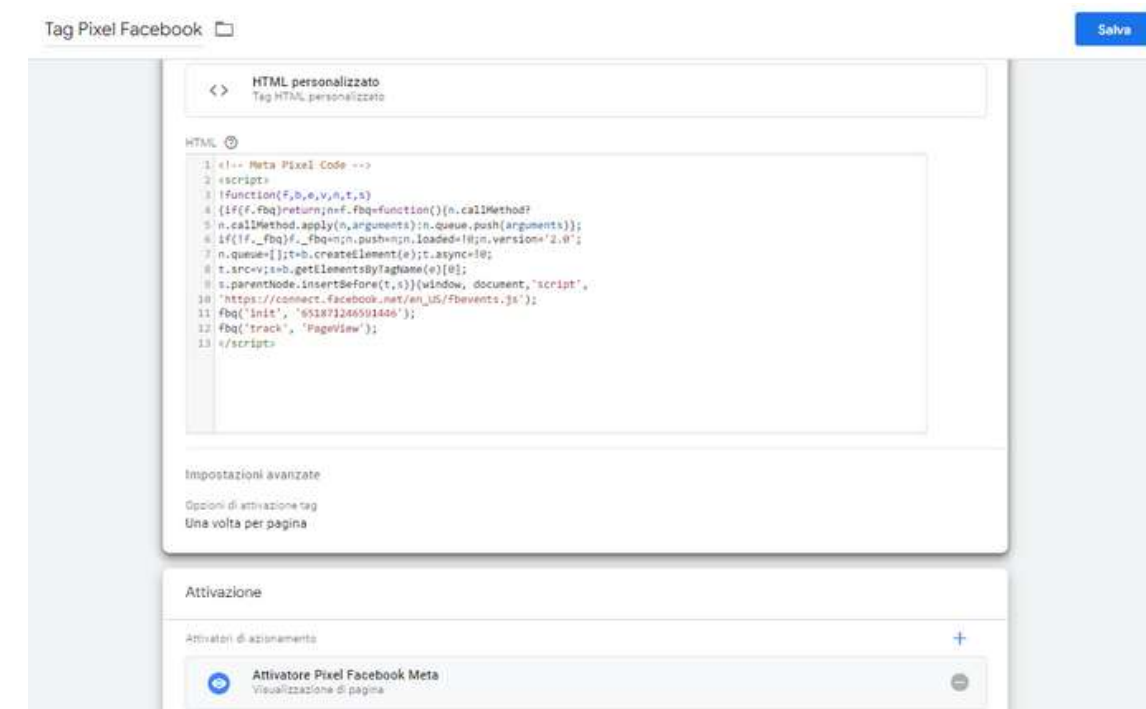 Tag Pixel Facebook
Salva
HTML personalizzato
Tag HTML personalizzato
HTML
1 <!-- Meta Pixel Code -->
2 <script>
3 !function(f,b,e,v,n,t,s)
4 {if(f.fbq)return;n=f.fbq=function(){n.callMethod?
5 n.callMethod.apply(n,arguments):n.queue.push(arguments)};
6 if(!f._fbq)f._fbq=n;n.push=n;n.loaded=!0;n.version='2.0';
7 n.queue=[];t=b.createElement(e);t.async=!0;
8 t.src=v;s=b.getElementsByTagName(e)[0];
9 s.parentNode.insertBefore(t,s)}(window, document,'script',
10 'https://connect.facebook.net/en_US/fbevents.js');
11 fbq('init', '651871246591446');
12 fbq('track', 'PageView');
13 </script>
Impostazioni avanzate
Opzioni di attivazione tag
Una volta per pagina
Attivazione
Attivatori di azionamento
Attivatore Pixel Facebook Meta
Visualizzazione di pagina